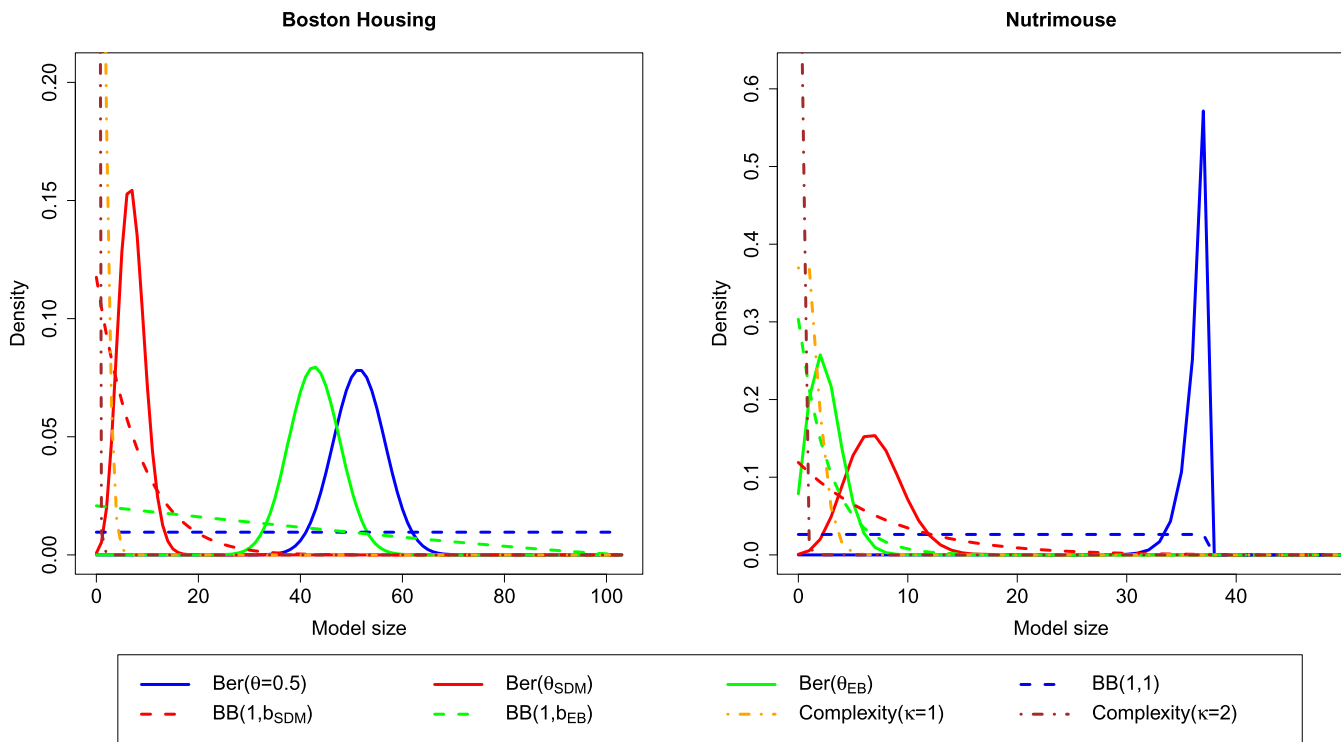 Boston Housing
Density
0.00 0.05 0.10 0.15 0.20
0 20 40 60 80 100
Model size
Nutrimouse
Density
0.0 0.1 0.2 0.3 0.4 0.5 0.6
0 10 20 30 40
Model size
Ber(θ=0.5) Ber(θSDM) Ber(θEB) BB(1,1)
BB(1,bSDM) BB(1,bEB) Complexity(κ=1) Complexity(κ=2)